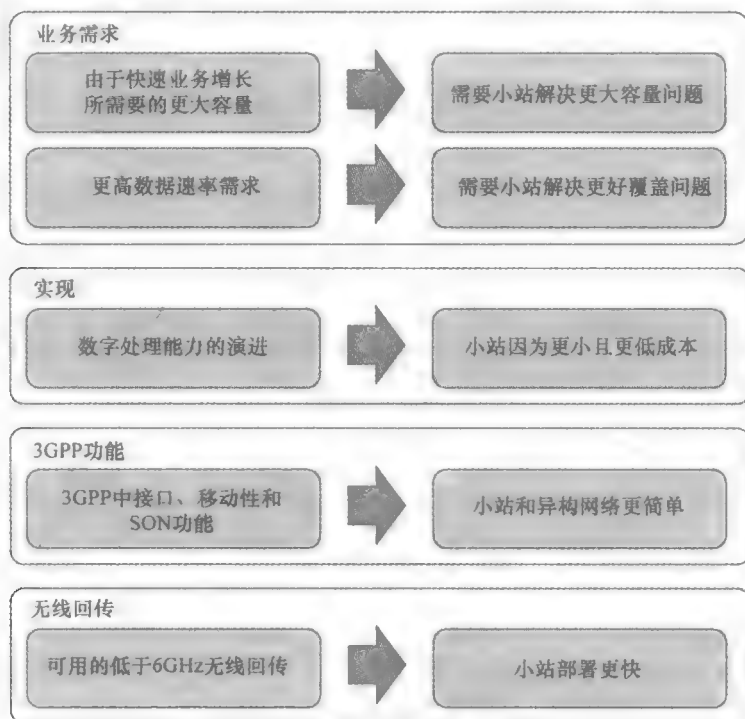 业务需求
由于快速业务增长
所需要的更大容量
需要小站解决更大容量问题
更高数据速率需求
需要小站解决更好覆盖问题
实现
数字处理能力的演进
小站因为更小且更低成本
3GPP功能
3GPP中接口、移动性和
SON功能
小站和异构网络更简单
无线回传
可用的低于6GHz无线回传
小站部署更快